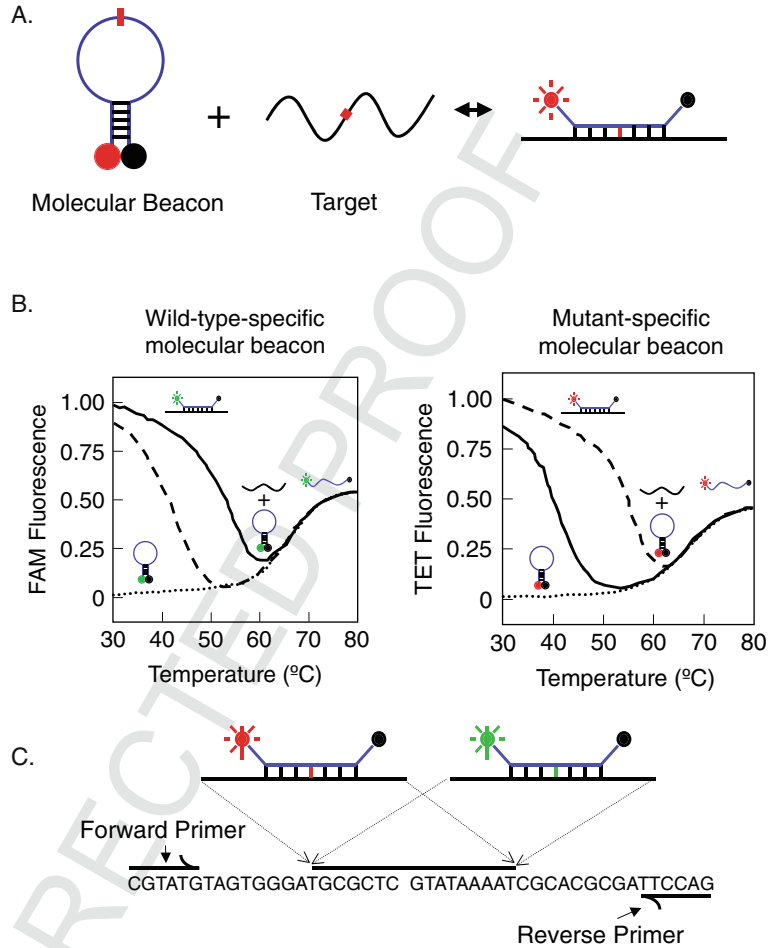 A.
+
Molecular Beacon
Target
B.
Wild-type-specific
molecular beacon
Mutant-specific
molecular beacon
FAM Fluorescence
1.00
0.75
0.50
0.25
0
+
30 40 50 60 70 80
Temperature (ºC)
TET Fluorescence
1.00
0.75
0.50
0.25
0
+
30 40 50 60 70 80
Temperature (ºC)
C.
Forward Primer
CGTATGTAGTGGGATGCGCTC GTATAAAATCGCACGCGATTCCAG
Reverse Primer
RECTED PROOF